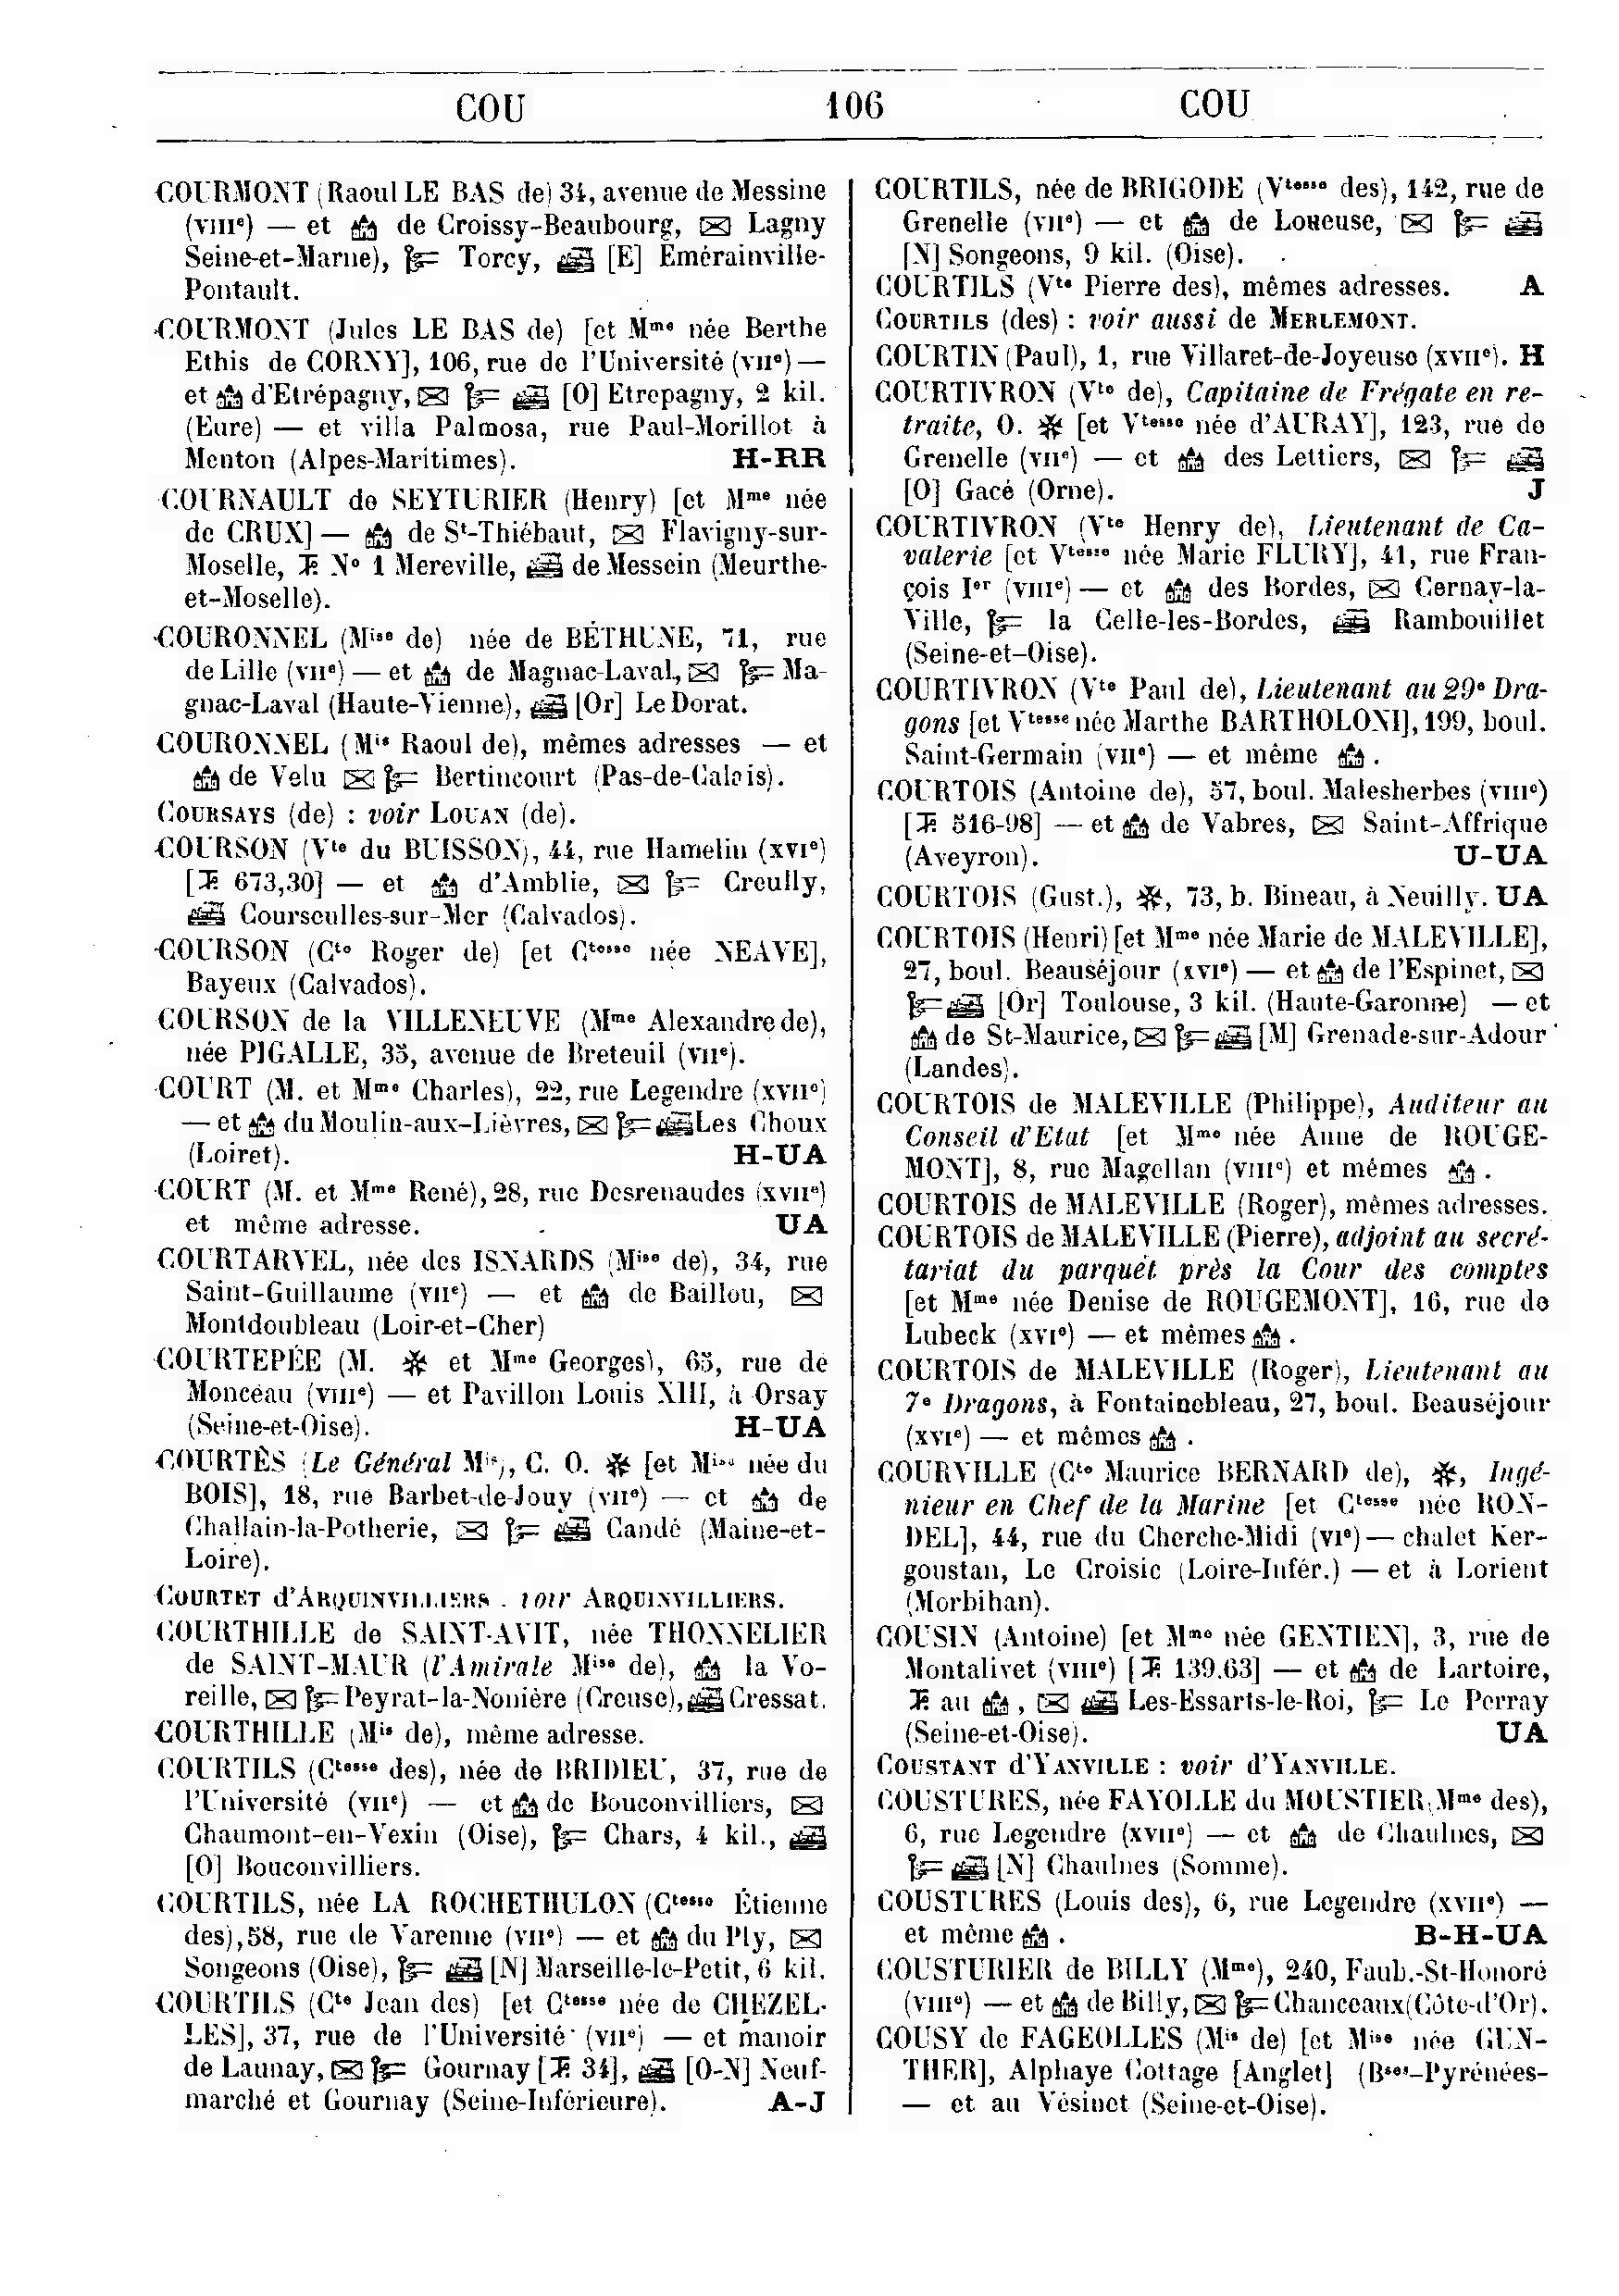 COU 106 COU
COURMONT (Raoul LE BAS de) 34, avenue de Messine
(VIIIe) — et de Croissy-Beaubourg, Lagny
Seine-et-Marne), Torcy, [E] Emérainville-
Pontault.
COURMONT (Jules LE BAS de) [et Mme née Berthe
Ethis de CORNY], 106, rue de l'Université (VIIe) —
et d'Etrépagny, [O] Etrepagny, 2 kil.
(Eure) — et villa Palmosa, rue Paul-Morillot à
Menton (Alpes-Maritimes). H-RR
COURNAULT de SEYTURIER (Henry) [et Mme née
de CRUX] — de St-Thiébaut, Flavigny-sur-
Moselle, T. No 1 Mereville, de Messein (Meurthe-
et-Moselle).
COURONNEL (Mise de) née de BÉTHUNE, 71, rue
de Lille (VIIe) — et de Magnac-Laval, Ma-
gnac-Laval (Haute-Vienne), [Or] Le Dorat.
COURONNEL (Mis Raoul de), mêmes adresses — et
de Velu Bertincourt (Pas-de-Calais).
COURSAYS (de) : voir LOUAN (de).
COURSON (Vte du BUISSON), 44, rue Hamelin (XVIe)
[T. 673,30] — et d'Amblie, Creully,
Courseulles-sur-Mer (Calvados).
COURSON (Cte Roger de) [et Ctesse née NEAVE],
Bayeux (Calvados).
COURSON de la VILLENEUVE (Mme Alexandre de),
née PIGALLE, 35, avenue de Breteuil (VIIe).
COURT (M. et Mme Charles), 22, rue Legendre (XVIIe)
— et du Moulin-aux-Lièvres, Les Choux
(Loiret). H-UA
COURT (M. et Mme René), 28, rue Desrenaudes (XVIIe)
et même adresse. UA
COURTARVEL, née des ISNARDS (Mise de), 34, rue
Saint-Guillaume (VIIe) — et de Baillou,
Montdoubleau (Loir-et-Cher)
COURTEPÉE (M. et Mme Georges), 65, rue de
Monceau (VIIIe) — et Pavillon Louis XIII, à Orsay
(Seine-et-Oise). H-UA
COURTÈS (Le Général Mis), C. O. [et Mise née du
BOIS], 18, rue Barbet-de-Jouy (VIIe) — et de
Challain-la-Potherie, Candé (Maine-et-
Loire).
COURTET d'ARQUINVILLIERS : voir ARQUINVILLIERS.
COURTHILLE de SAINT-AVIT, née THONNELIER
de SAINT-MAUR (l'Amirale Mise de), la Vo-
reille, Peyrat-la-Nonière (Creuse), Cressat.
COURTHILLE (Mis de), même adresse.
COURTILS (Ctesse des), née de BRIDIEU, 37, rue de
l'Université (VIIe) — et de Bouconvilliers,
Chaumont-en-Vexin (Oise), Chars, 4 kil.,
[O] Bouconvilliers.
COURTILS, née LA ROCHETHULON (Ctesse Étienne
des), 58, rue de Varenne (VIIe) — et du Ply,
Songeons (Oise), [N] Marseille-le-Petit, 6 kil.
COURTILS (Cte Jean des) [et Ctesse née de CHEZEL-
LES], 37, rue de l'Université (VIIe) — et manoir
de Launay, Gournay [T. 34], [O-N] Neuf-
marché et Gournay (Seine-Inférieure). A-J
COURTILS, née de BRIGODE (Vtesse des), 142, rue de
Grenelle (VIIe) — et de Loueuse,
[N] Songeons, 9 kil. (Oise).
COURTILS (Vte Pierre des), mêmes adresses. A
COURTILS (des) : voir aussi de MERLEMONT.
COURTIN (Paul), 1, rue Villaret-de-Joyeuse (XVIIe). H
COURTIVRON (Vte de), Capitaine de Frégate en re-
traite, O. [et Vtesse née d'AURAY], 123, rue de
Grenelle (VIIe) — et des Lettiers,
[O] Gacé (Orne). J
COURTIVRON (Vte Henry de), Lieutenant de Ca-
valerie [et Vtesse née Marie FLURY], 41, rue Fran-
çois Ier (VIIIe) — et des Bordes, Cernay-la-
Ville, la Celle-les-Bordes, Rambouillet
(Seine-et-Oise).
COURTIVRON (Vte Paul de), Lieutenant au 29e Dra-
gons [et Vtesse née Marthe BARTHOLONI], 199, boul.
Saint-Germain (VIIe) — et même .
COURTOIS (Antoine de), 57, boul. Malesherbes (VIIIe)
[T. 516-98] — et de Vabres, Saint-Affrique
(Aveyron). U-UA
COURTOIS (Gust.), 73, b. Bineau, à Neuilly. UA
COURTOIS (Henri) [et Mme née Marie de MALEVILLE],
27, boul. Beauséjour (XVIe) — et de l'Espinet,
[Or] Toulouse, 3 kil. (Haute-Garonne) — et
de St-Maurice, [M] Grenade-sur-Adour
(Landes).
COURTOIS de MALEVILLE (Philippe), Auditeur au
Conseil d'Etat [et Mme née Anne de ROUGE-
MONT], 8, rue Magellan (VIIIe) et mêmes .
COURTOIS de MALEVILLE (Roger), mêmes adresses.
COURTOIS de MALEVILLE (Pierre), adjoint au secré-
tariat du parquet près la Cour des comptes
[et Mme née Denise de ROUGEMONT], 16, rue de
Lubeck (XVIe) — et mêmes .
COURTOIS de MALEVILLE (Roger), Lieutenant au
7e Dragons, à Fontainebleau, 27, boul. Beauséjour
(XVIe) — et mêmes .
COURVILLE (Cte Maurice BERNARD de), Ingé-
nieur en Chef de la Marine [et Ctesse née RON-
DEL], 44, rue du Cherche-Midi (VIe) — chalet Ker-
goustan, Le Croisic (Loire-Infér.) — et à Lorient
(Morbihan).
COUSIN (Antoine) [et Mme née GENTIEN], 3, rue de
Montalivet (VIIIe) [T. 139.63] — et de Lartoire,
T. au , Les-Essarts-le-Roi, Le Perray
(Seine-et-Oise). UA
COUSTANT d'YANVILLE : voir d'YANVILLE.
COUSTURES, née FAYOLLE du MOUSTIER (Mme des),
6, rue Legendre (XVIIe) — et de Chaulnes,
[N] Chaulnes (Somme).
COUSTURES (Louis des), 6, rue Legendre (XVIIe) —
et même . B-H-UA
COUSTURIER de BILLY (Mme), 240, Faub.-St-Honoré
(VIIIe) — et de Billy, Chanceaux (Côte-d'Or).
COUSY de FAGEOLLES (Mis de) [et Mise née GUN-
THER], Alphaye Cottage [Anglet] (Bses-Pyrénées-
— et au Vésinet (Seine-et-Oise).